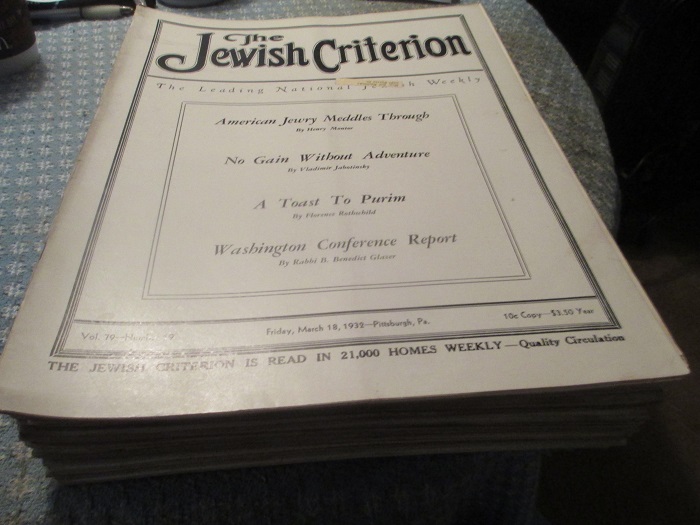 The
Jewish Criterion
The Leading National Jewish Weekly
American Jewry Meddles Through
By Henry Montor
No Gain Without Adventure
By Vladimir Jabotinsky
A Toast To Purim
By Florence Rothschild
Washington Conference Report
By Rabbi B. Benedict Glazer
Vol. 79
Friday, March 18, 1932—Pittsburgh, Pa.
10c Copy—$3.50 Year
THE JEWISH CRITERION IS READ IN 21,000 HOMES WEEKLY—Quality Circulation